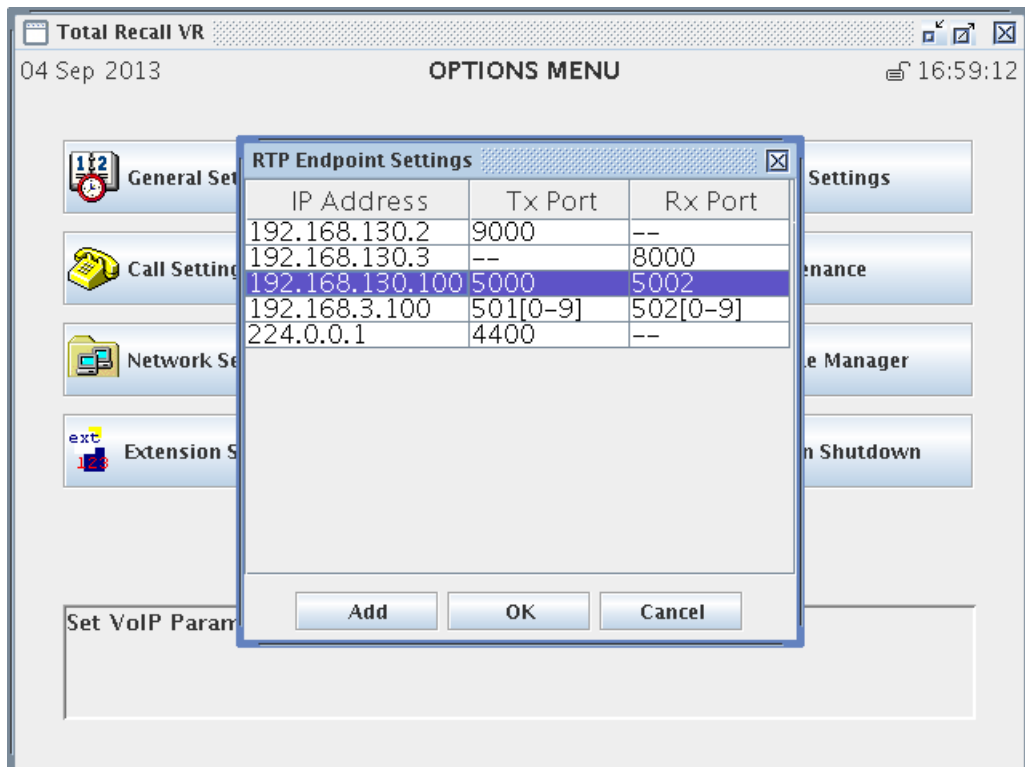 Total Recall VR
04 Sep 2013 OPTIONS MENU 16:59:12
General Set
Settings
Call Setting
enance
Network Se
e Manager
ext
123
Extension S
n Shutdown
RTP Endpoint Settings
IP Address Tx Port Rx Port
192.168.130.2 9000 --
192.168.130.3 -- 8000
192.168.130.100 5000 5002
192.168.3.100 501[0-9] 502[0-9]
224.0.0.1 4400 --
Add OK Cancel
Set VoIP Param